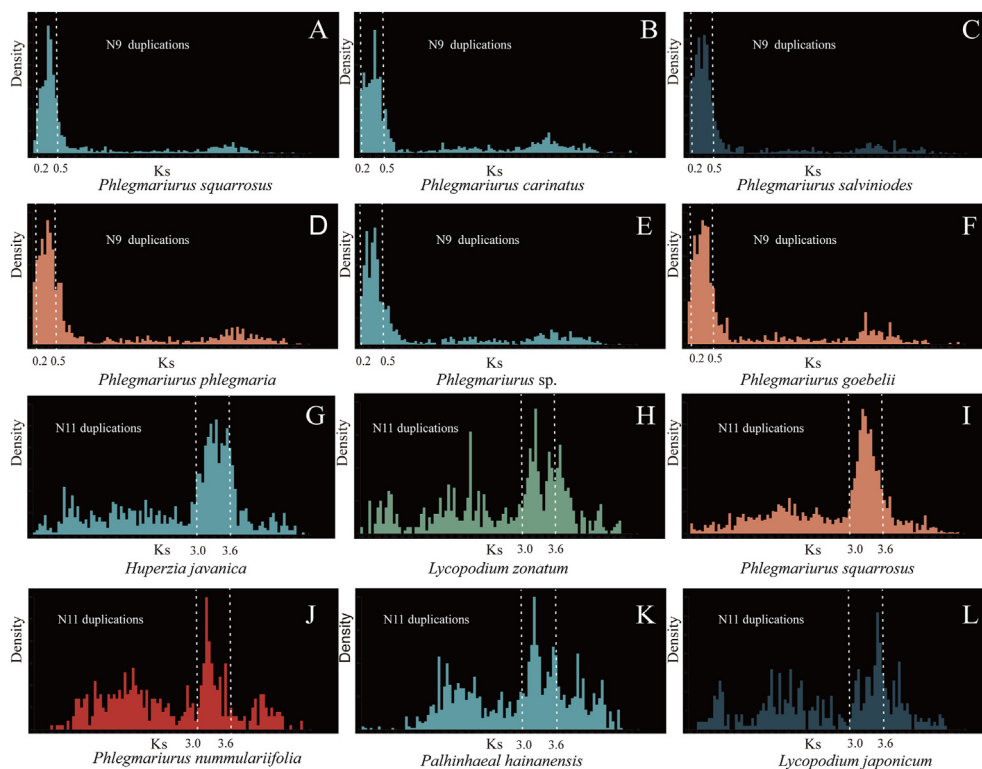 A
N9 duplications
Density
Ks
0.2 0.5
Phlegmariurus squarrosus
B
N9 duplications
Density
Ks
0.2 0.5
Phlegmariurus carinatus
C
N9 duplications
Density
Ks
0.2 0.5
Phlegmariurus salviniodes
D
N9 duplications
Density
Ks
0.2 0.5
Phlegmariurus phlegmaria
E
N9 duplications
Density
Ks
0.2 0.5
Phlegmariurus sp.
F
N9 duplications
Density
Ks
0.2 0.5
Phlegmariurus goebelii
G
N11 duplications
Density
Ks 3.0 3.6
Huperzia javanica
H
N11 duplications
Density
Ks 3.0 3.6
Lycopodium zonatum
I
N11 duplications
Density
Ks 3.0 3.6
Phlegmariurus squarrosus
J
N11 duplications
Density
Ks 3.0 3.6
Phlegmariurus nummulariifolia
K
N11 duplications
Density
Ks 3.0 3.6
Palhinhaeal hainanensis
L
N11 duplications
Density
Ks 3.0 3.6
Lycopodium japonicum